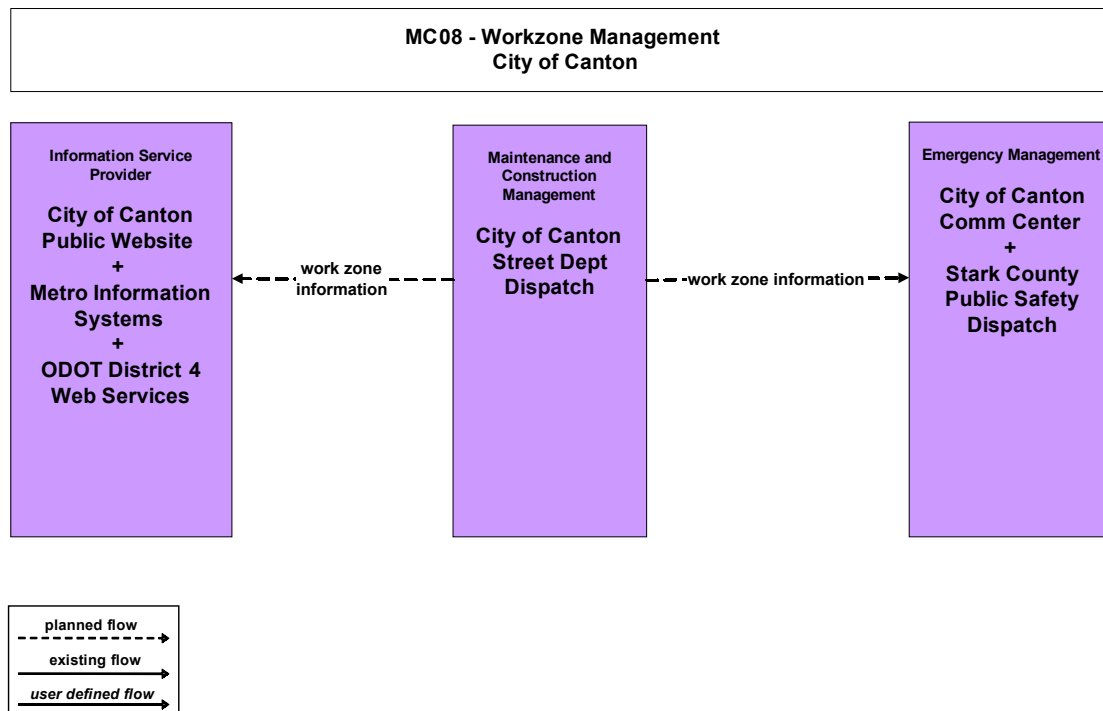 MC08 - Workzone Management
City of Canton
Information Service
Provider
City of Canton
Public Website
+
Metro Information
Systems
+
ODOT District 4
Web Services
work zone
information
Maintenance and
Construction
Management
City of Canton
Street Dept
Dispatch
work zone information
Emergency Management
City of Canton
Comm Center
+
Stark County
Public Safety
Dispatch
planned flow
existing flow
user defined flow